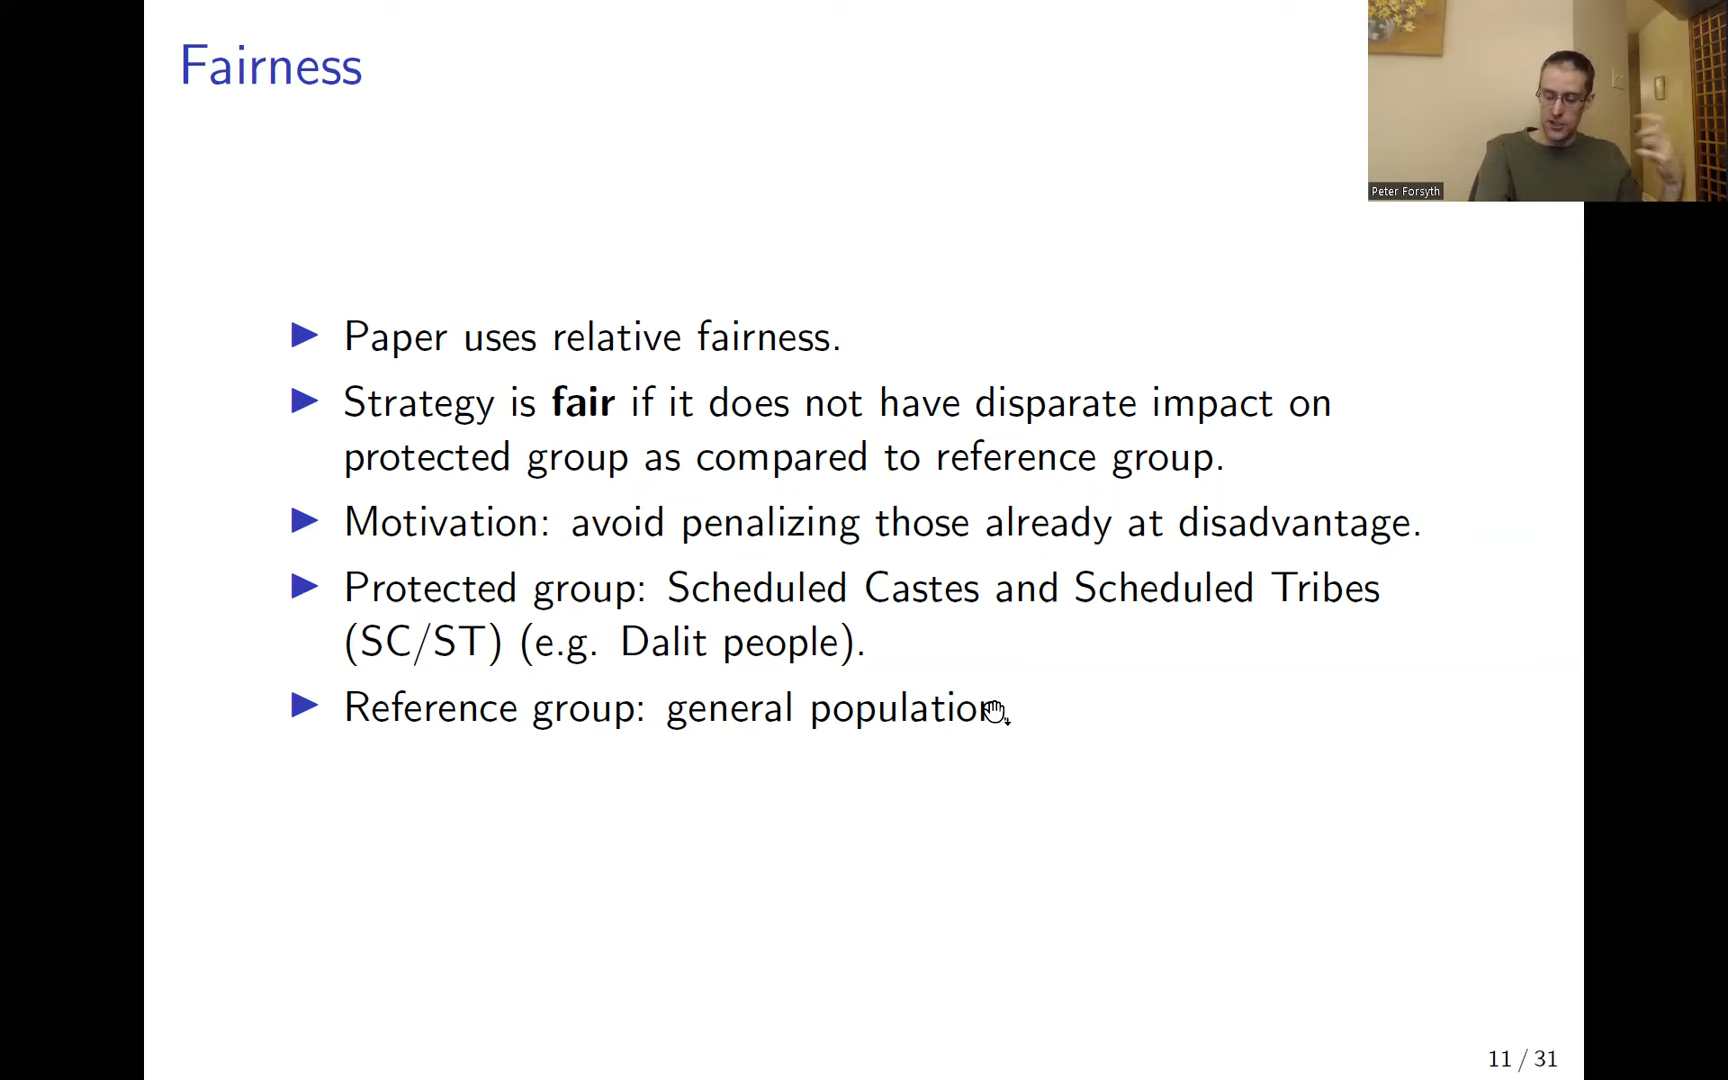 Fairness
Peter Forsyth
▶ Paper uses relative fairness.
▶ Strategy is fair if it does not have disparate impact on
protected group as compared to reference group.
▶ Motivation: avoid penalizing those already at disadvantage.
▶ Protected group: Scheduled Castes and Scheduled Tribes
(SC/ST) (e.g. Dalit people).
▶ Reference group: general population.
11 / 31